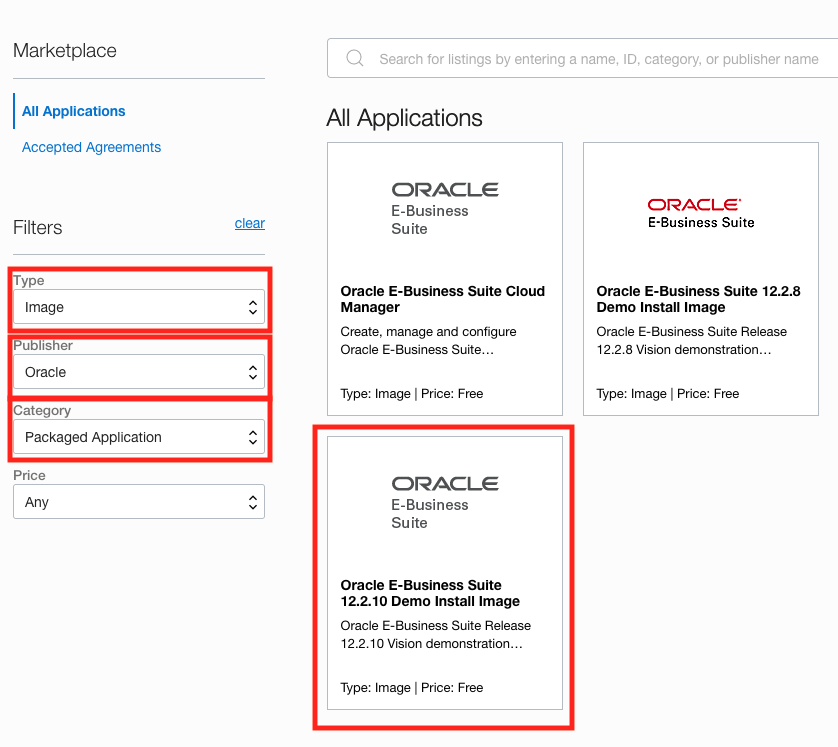 Marketplace
All Applications
Accepted Agreements
Filters
clear
Type
Image
Publisher
Oracle
Category
Packaged Application
Price
Any
Search for listings by entering a name, ID, category, or publisher name
All Applications
ORACLE
E-Business
Suite
Oracle E-Business Suite Cloud
Manager
Create, manage and configure
Oracle E-Business Suite…
Type: Image | Price: Free
ORACLE
E-Business Suite
Oracle E-Business Suite 12.2.8
Demo Install Image
Oracle E-Business Suite Release
12.2.8 Vision demonstration…
Type: Image | Price: Free
ORACLE
E-Business
Suite
Oracle E-Business Suite
12.2.10 Demo Install Image
Oracle E-Business Suite Release
12.2.10 Vision demonstration…
Type: Image | Price: Free